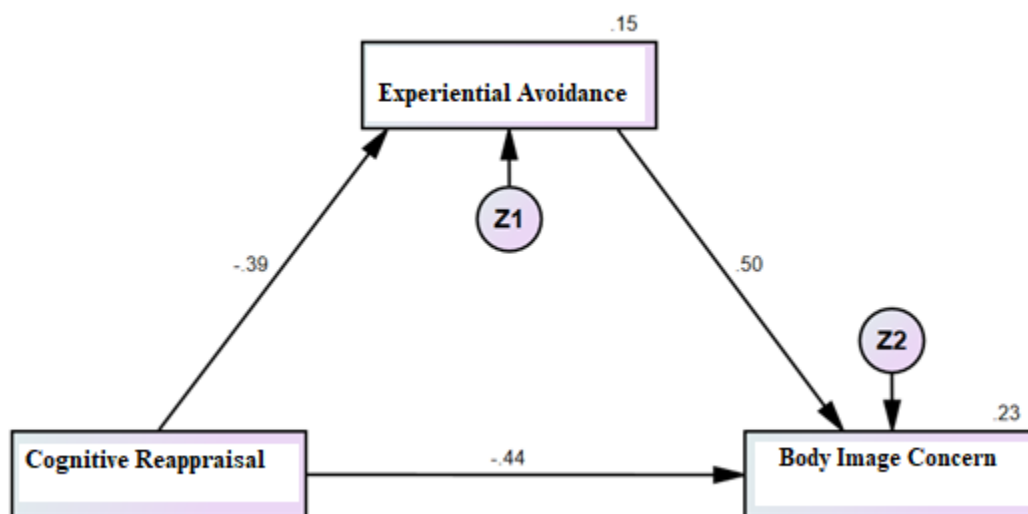 .15
Experiential Avoidance
Z1
-.39
.50
Z2
.23
Cognitive Reappraisal
-.44
Body Image Concern